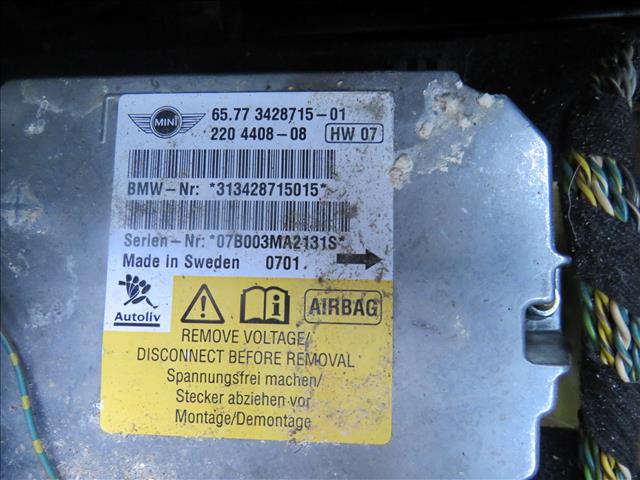 MINI
65.77 3428715-01
220 4408-08 HW 07
BMW-Nr: *313428715015*
Serien-Nr: *07B003MA2131S*
Made in Sweden 0701.
Autoliv
AIRBAG
REMOVE VOLTAGE/
DISCONNECT BEFORE REMOVAL
Spannungsfrei machen/
Stecker abziehen vor
Montage/Demontage